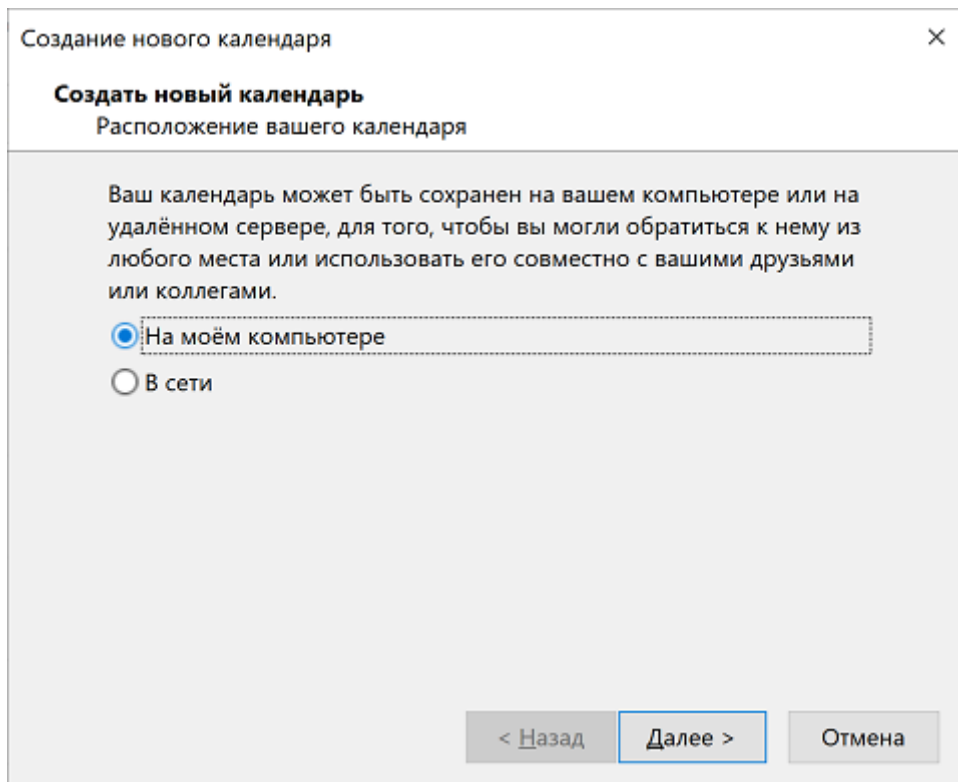 Создание нового календаря
Создать новый календарь
Расположение вашего календаря
Ваш календарь может быть сохранен на вашем компьютере или на
удалённом сервере, для того, чтобы вы могли обратиться к нему из
любого места или использовать его совместно с вашими друзьями
или коллегами.
На моём компьютере
В сети
< Назад Далее > Отмена